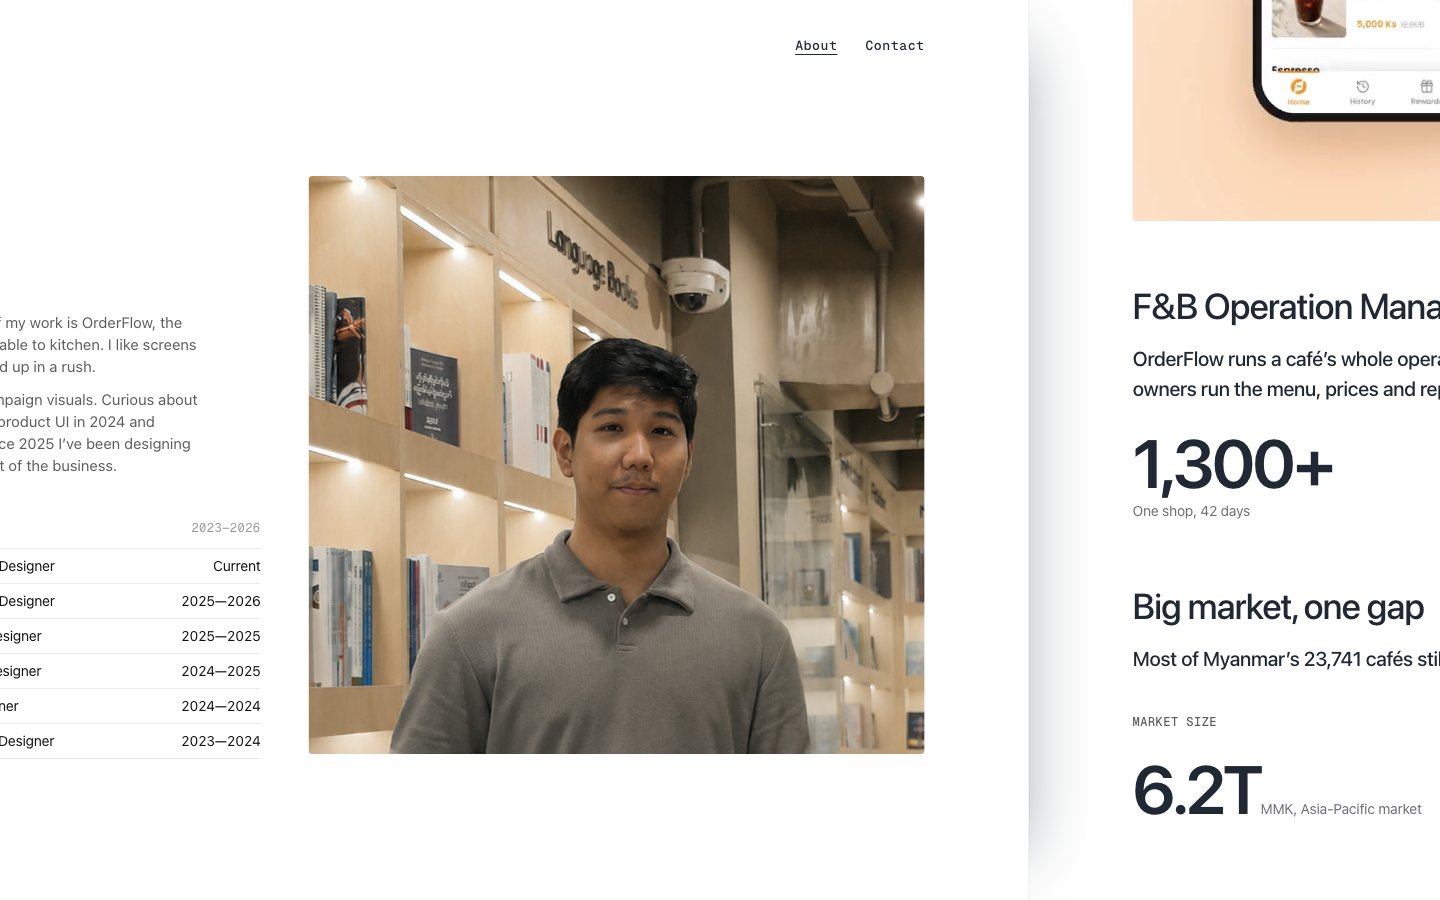 About
Contact
f my work is OrderFlow, the
able to kitchen. I like screens
d up in a rush.
npaign visuals. Curious about
product UI in 2024 and
ce 2025 I’ve been designing
t of the business.
2023—2026
Designer Current
Designer 2025—2026
esigner 2025—2025
esigner 2024—2025
ner 2024—2024
Designer 2023—2024
Language Books
5,000 Ks 12,000
Espresso
Home
History
Rewards
F&B Operation Mana
OrderFlow runs a café’s whole opera
owners run the menu, prices and rep
1,300+
One shop, 42 days
Big market, one gap
Most of Myanmar’s 23,741 cafés stil
MARKET SIZE
6.2T MMK, Asia-Pacific market